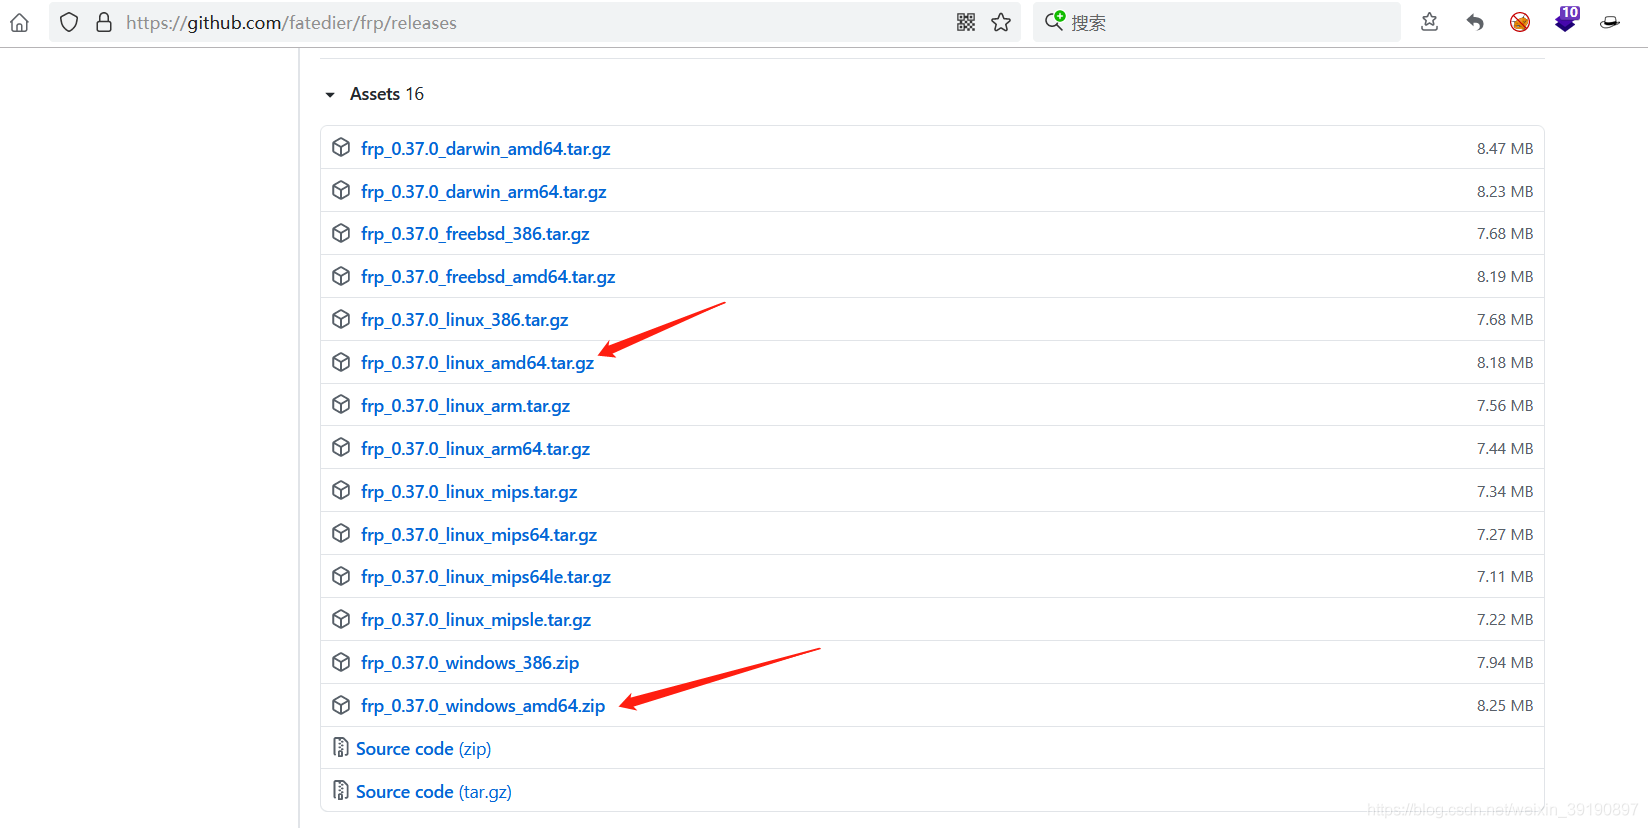 https://github.com/fatedier/frp/releases
搜索
10
Assets 16
frp_0.37.0_darwin_amd64.tar.gz 8.47 MB
frp_0.37.0_darwin_arm64.tar.gz 8.23 MB
frp_0.37.0_freebsd_386.tar.gz 7.68 MB
frp_0.37.0_freebsd_amd64.tar.gz 8.19 MB
frp_0.37.0_linux_386.tar.gz 7.68 MB
frp_0.37.0_linux_amd64.tar.gz 8.18 MB
frp_0.37.0_linux_arm.tar.gz 7.56 MB
frp_0.37.0_linux_arm64.tar.gz 7.44 MB
frp_0.37.0_linux_mips.tar.gz 7.34 MB
frp_0.37.0_linux_mips64.tar.gz 7.27 MB
frp_0.37.0_linux_mips64le.tar.gz 7.11 MB
frp_0.37.0_linux_mipsle.tar.gz 7.22 MB
frp_0.37.0_windows_386.zip 7.94 MB
frp_0.37.0_windows_amd64.zip 8.25 MB
Source code (zip)
Source code (tar.gz)
https://blog.csdn.net/weixin_39190897